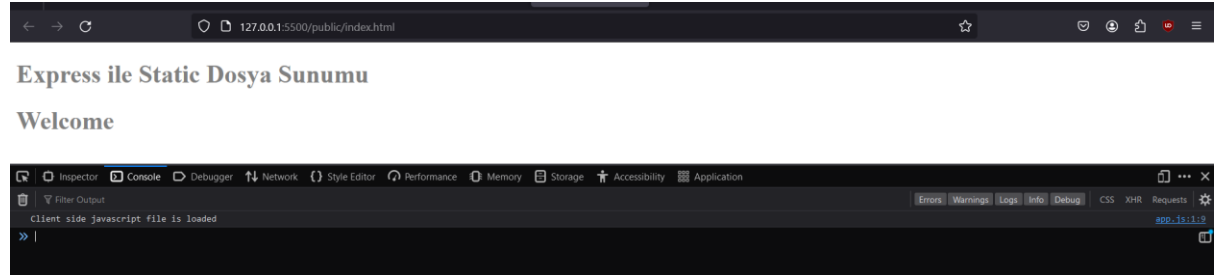 127.0.0.1:5500/public/index.html
Express ile Static Dosya Sunumu
Welcome
Inspector Console Debugger Network Style Editor Performance Memory Storage Accessibility Application
Filter Output Errors Warnings Logs Info Debug CSS XHR Requests
Client side javascript file is loaded app.js:1:9